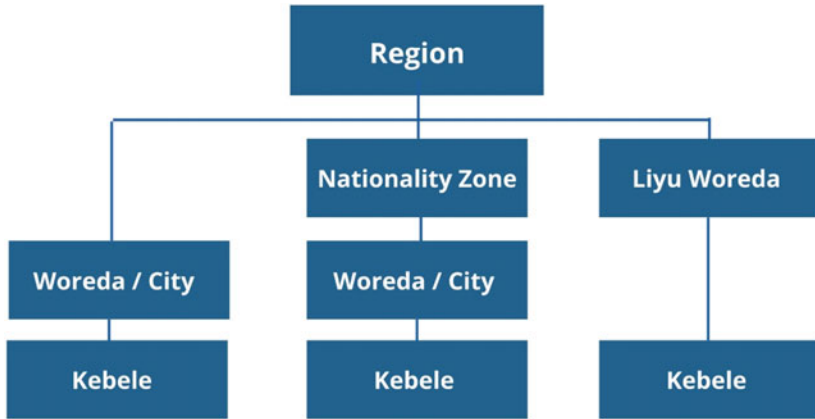 Region
Nationality Zone
Liyu Woreda
Woreda / City
Woreda / City
Kebele
Kebele
Kebele